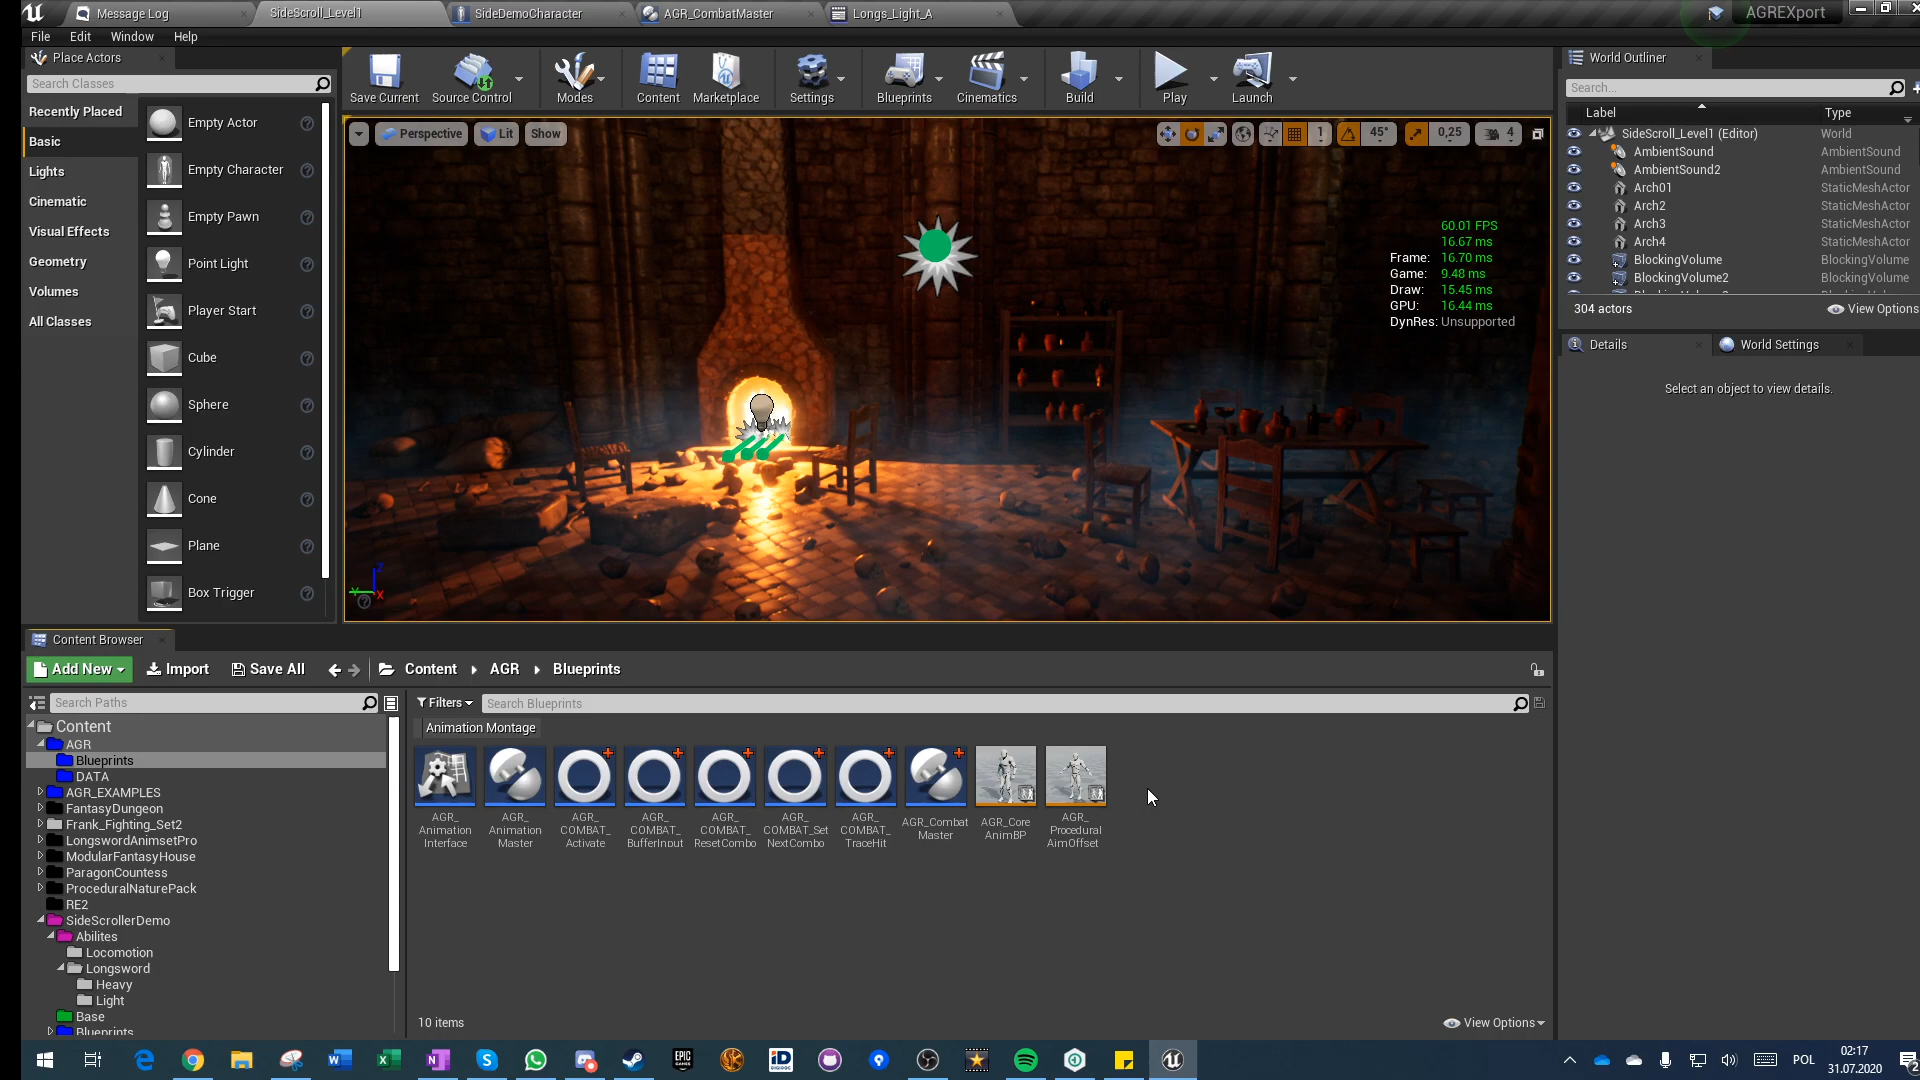 Message Log
SideScroll_Level1
SideDemoCharacter
AGR_CombatMaster
Longs_Light_A
AGREXport
File
Edit
Window
Help
Place Actors
Search Classes
Recently Placed
Basic
Lights
Cinematic
Visual Effects
Geometry
Volumes
All Classes
Empty Actor
Empty Character
Empty Pawn
Point Light
Player Start
Cube
Sphere
Cylinder
Cone
Plane
Box Trigger
Save Current
Source Control
Modes
Content
Marketplace
Settings
Blueprints
Cinematics
Build
Play
Launch
Perspective
Lit
Show
1
45°
0,25
4
60.01 FPS
16.67 ms
Frame: 16.70 ms
Game: 9.48 ms
Draw: 15.45 ms
GPU: 16.44 ms
DynRes: Unsupported
Z
Y
X
World Outliner
Search...
Label
Type
SideScroll_Level1 (Editor) World
AmbientSound AmbientSound
AmbientSound2 AmbientSound
Arch01 StaticMeshActor
Arch2 StaticMeshActor
Arch3 StaticMeshActor
Arch4 StaticMeshActor
BlockingVolume BlockingVolume
BlockingVolume2 BlockingVolume
304 actors
View Options
Details
World Settings
Select an object to view details.
Content Browser
Add New
Import
Save All
Content
AGR
Blueprints
Search Paths
Filters
Search Blueprints
Animation Montage
Content
AGR
Blueprints
DATA
AGR_EXAMPLES
FantasyDungeon
Frank_Fighting_Set2
LongswordAnimsetPro
ModularFantasyHouse
ParagonCountess
ProceduralNaturePack
RE2
SideScrollerDemo
Abilites
Locomotion
Longsword
Heavy
Light
Base
Blueprints
AGR_
Animation
Interface
AGR_
Animation
Master
AGR_
COMBAT_
Activate
AGR_
COMBAT_
BufferInput
AGR_
COMBAT_
ResetCombo
AGR_
COMBAT_Set
NextCombo
AGR_
COMBAT_
TraceHit
AGR_Combat
Master
AGR_Core
AnimBP
AGR_
Procedural
AimOffset
10 items
View Options
EPIC
GAMES
iD
DIGIDOC
POL
02:17
31.07.2020
2